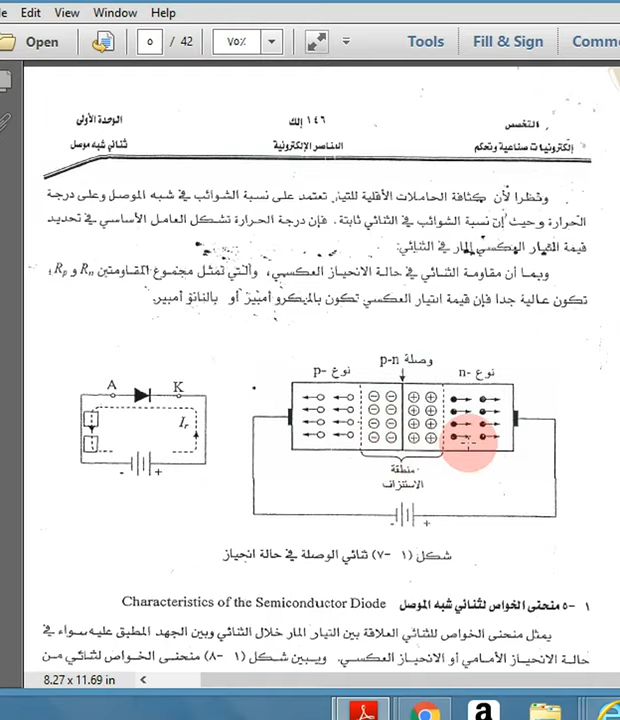 Edit View Window Help
Open
٥ / 42
٧٥%
Tools
Fill & Sign
Comme
التخصص
١٤٦ إلك
الوحدة الأولى
إلكترونيات صناعية وتحكم
العناصر الإلكترونية
ثنائي شبه موصل
ونظرا لأن كثافة الحاملات الأقلية للتيار تعتمد على نسبة الشوائب في شبه الموصل وعلى درجة
الحرارة وحيث إن نسبة الشوائب في الثنائي ثابتة. فإن درجة الحرارة تشكل العامل الأساسي في تحديد
قيمة التيار العكسي المار في الثنائي.
وبما أن مقاومة الثنائي في حالة الانحياز العكسي، والتي تمثل مجموع المقاومتين Rn و Rp،
تكون عالية جدا فإن قيمة التيار العكسي تكون بالميكرو أمبير أو بالنانو أمبير.
وصلة p-n
نوع -p
نوع -n
A
K
Ir
- +
منطقة
الاستنزاف
- +
شكل (١ -٧) ثنائي الوصلة في حالة انحياز
١ -٥ منحنى الخواص لثنائي شبه الموصل Characteristics of the Semiconductor Diode
يمثل منحنى الخواص للثنائي العلاقة بين التيار المار خلال الثنائي وبين الجهد المطبق عليه سواء في
حالة الانحياز الأمامي أو الانحياز العكسي. ويبين شكل (١ -٨) منحنى الخواص لثنائي من
8.27 x 11.69 in